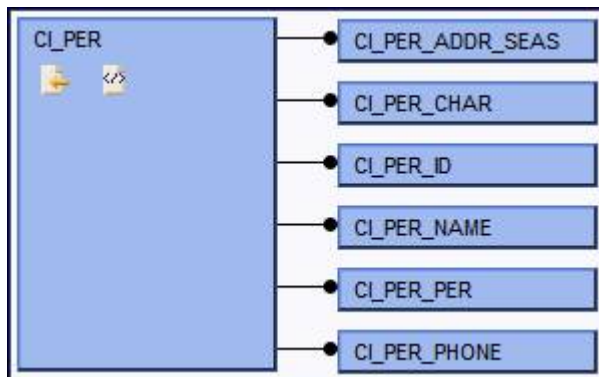 CI_PER
CI_PER_ADDR_SEAS
CI_PER_CHAR
CI_PER_ID
CI_PER_NAME
CI_PER_PER
CI_PER_PHONE